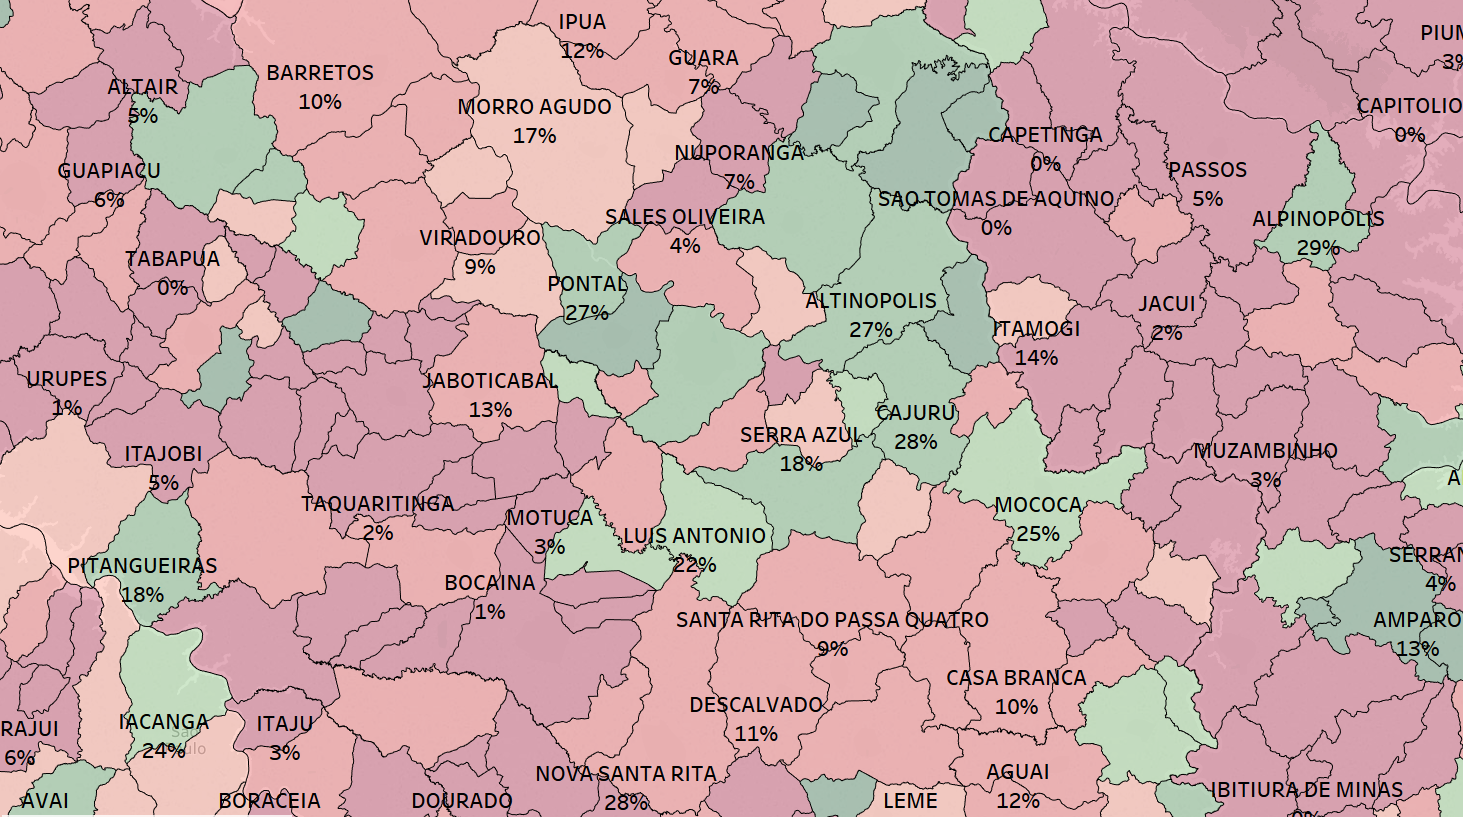 IPUA
12%
GUARA
7%
BARRETOS
10%
ALTAIR
5%
MORRO AGUDO
17%
PIUM
3%
CAPITOLIO
0%
CAPETINGA
0%
NUPORANGA
7%
GUAPIACU
6%
PASSOS
5%
SAO TOMAS DE AQUINO
0%
SALES OLIVEIRA
4%
ALPINOPOLIS
29%
VIRADOURO
9%
TABAPUA
0%
PONTAL
27%
ALTINOPOLIS
27%
JACUI
2%
ITAMOGI
14%
URUPES
1%
JABOTICABAL
13%
CAJURU
28%
SERRA AZUL
18%
ITAJOBI
5%
MUZAMBINHO
3%
A
TAQUARITINGA
2%
MOTUCA
3%
MOCOCA
25%
LUIS ANTONIO
22%
PITANGUEIRAS
18%
BOCAINA
1%
SERRAN
4%
SANTA RITA DO PASSA QUATRO
9%
AMPARO
13%
CASA BRANCA
10%
DESCALVADO
11%
RAJUI
6%
IACANGA
24%
ITAJU
3%
São
NOVA SANTA RITA
28%
AGUAI
12%
AVAI
BORACEIA
DOURADO
LEME
IBITIURA DE MINAS
0%